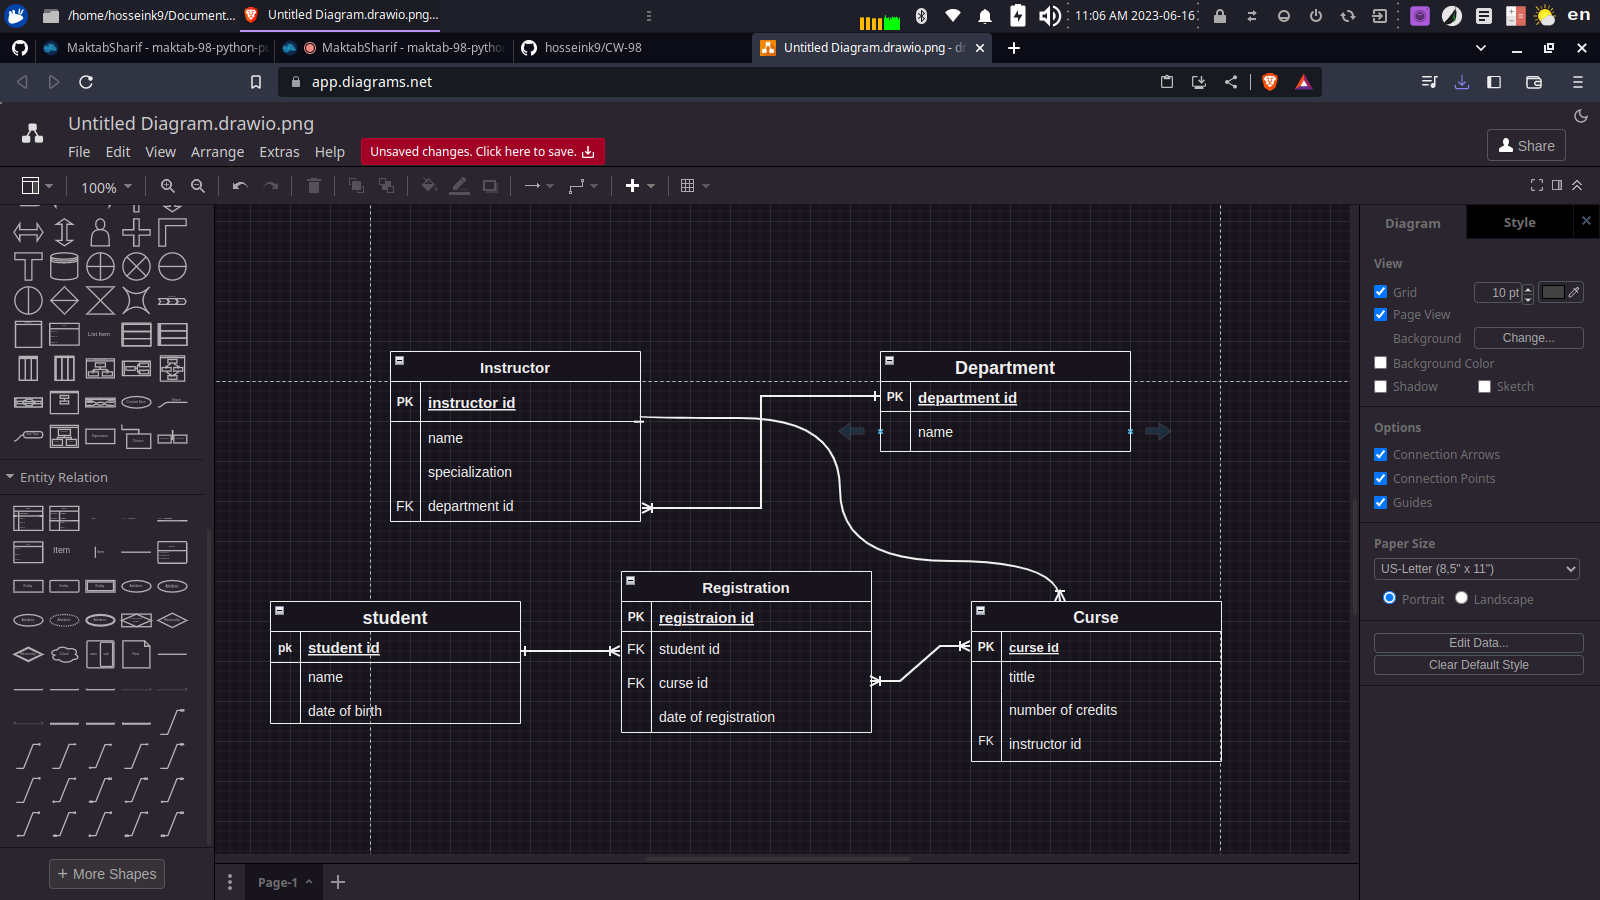 /home/hosseink9/Document...
Untitled Diagram.drawio.png...
11:06 AM 2023-06-16
en
MaktabSharif - maktab-98-python-pu
MaktabSharif - maktab-98-python
hosseink9/CW-98
Untitled Diagram.drawio.png - dr
app.diagrams.net
Untitled Diagram.drawio.png
File Edit View Arrange Extras Help
Unsaved changes. Click here to save.
Share
100%
List Item
Entity Relation
Item
+ More Shapes
Instructor
PK instructor id
name
specialization
FK department id
Department
PK department id
name
student
pk student id
name
date of birth
Registration
PK registraion id
FK student id
FK curse id
date of registration
Curse
PK curse id
tittle
number of credits
FK instructor id
Diagram
Style
View
Grid 10 pt
Page View
Background Change...
Background Color
Shadow Sketch
Options
Connection Arrows
Connection Points
Guides
Paper Size
US-Letter (8,5" x 11")
Portrait Landscape
Edit Data...
Clear Default Style
Page-1